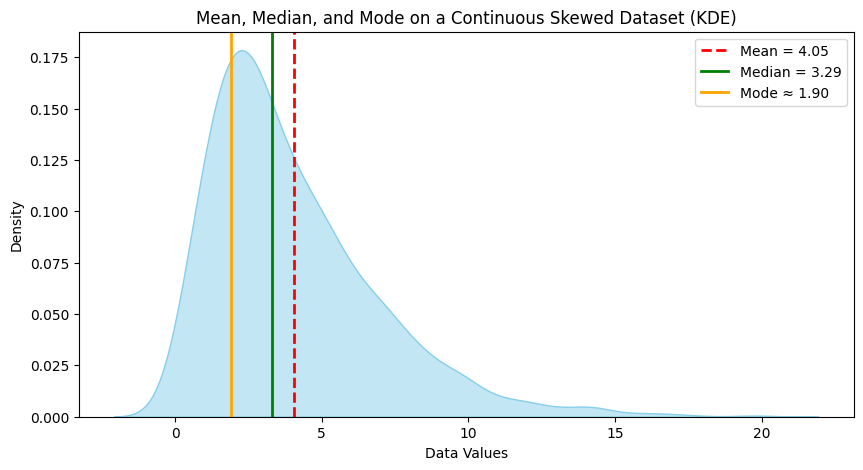 Mean, Median, and Mode on a Continuous Skewed Dataset (KDE)
Mean = 4.05
Median = 3.29
Mode ≈ 1.90
0.175
0.150
0.125
0.100
0.075
0.050
0.025
0.000
Density
0
5
10
15
20
Data Values